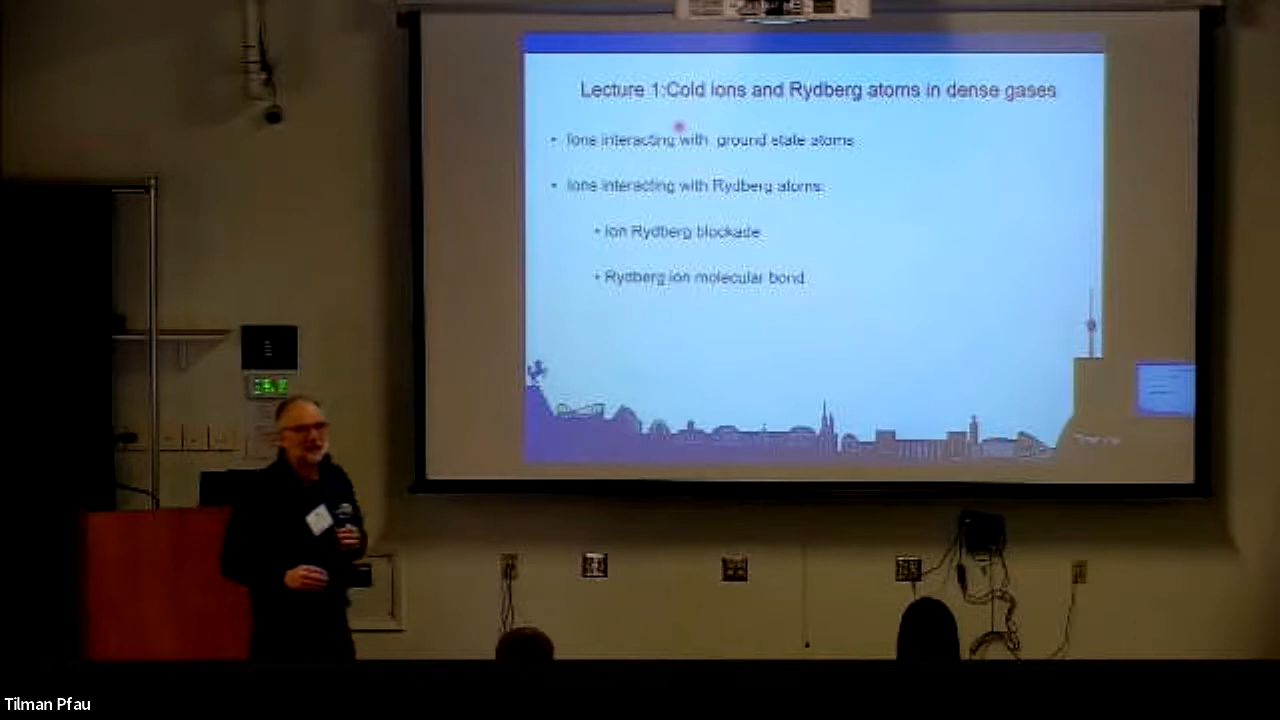 Lecture 1:Cold ions and Rydberg atoms in dense gases
• Ions interacting with ground state atoms
• Ions interacting with Rydberg atoms:
• Ion Rydberg blockade
• Rydberg ion molecular bond
Tilman Pfau